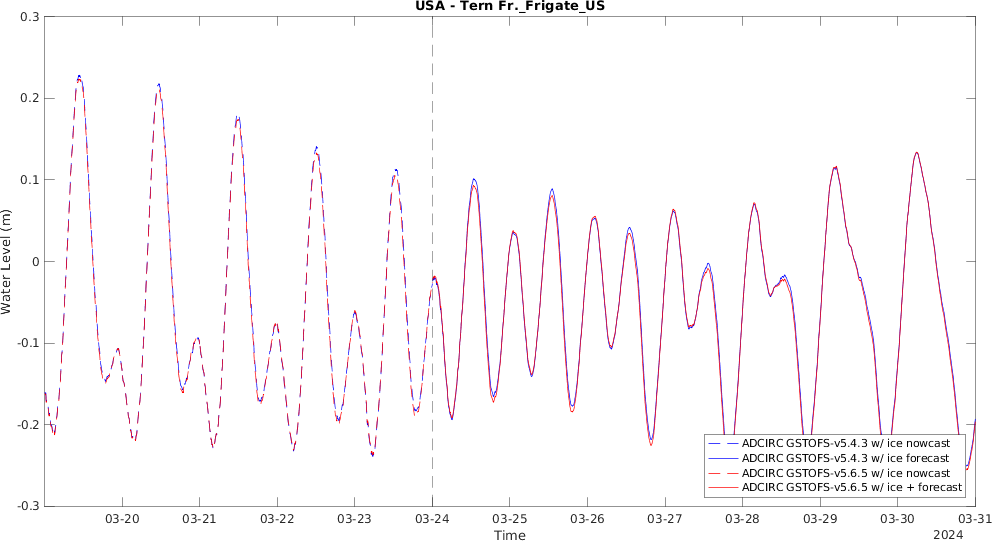 USA - Tern Fr._Frigate_US
Water Level (m)
0.3
0.2
0.1
0
-0.1
-0.2
-0.3
ADCIRC GSTOFS-v5.4.3 w/ ice nowcast
ADCIRC GSTOFS-v5.4.3 w/ ice forecast
ADCIRC GSTOFS-v5.6.5 w/ ice nowcast
ADCIRC GSTOFS-v5.6.5 w/ ice + forecast
03-20 03-21 03-22 03-23 03-24 03-25 03-26 03-27 03-28 03-29 03-30 03-31
Time
2024